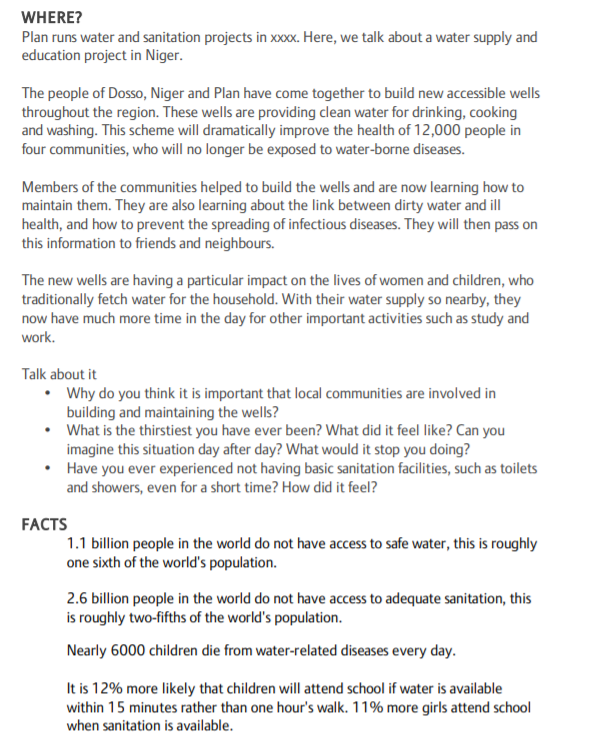 WHERE?
Plan runs water and sanitation projects in xxxx. Here, we talk about a water supply and
education project in Niger.
The people of Dosso, Niger and Plan have come together to build new accessible wells
throughout the region. These wells are providing clean water for drinking, cooking
and washing. This scheme will dramatically improve the health of 12,000 people in
four communities, who will no longer be exposed to water-borne diseases.
Members of the communities helped to build the wells and are now learning how to
maintain them. They are also learning about the link between dirty water and ill
health, and how to prevent the spreading of infectious diseases. They will then pass on
this information to friends and neighbours.
The new wells are having a particular impact on the lives of women and children, who
traditionally fetch water for the household. With their water supply so nearby, they
now have much more time in the day for other important activities such as study and
work.
Talk about it
• Why do you think it is important that local communities are involved in
building and maintaining the wells?
• What is the thirstiest you have ever been? What did it feel like? Can you
imagine this situation day after day? What would it stop you doing?
• Have you ever experienced not having basic sanitation facilities, such as toilets
and showers, even for a short time? How did it feel?
FACTS
1.1 billion people in the world do not have access to safe water, this is roughly
one sixth of the world's population.
2.6 billion people in the world do not have access to adequate sanitation, this
is roughly two-fifths of the world's population.
Nearly 6000 children die from water-related diseases every day.
It is 12% more likely that children will attend school if water is available
within 15 minutes rather than one hour's walk. 11% more girls attend school
when sanitation is available.